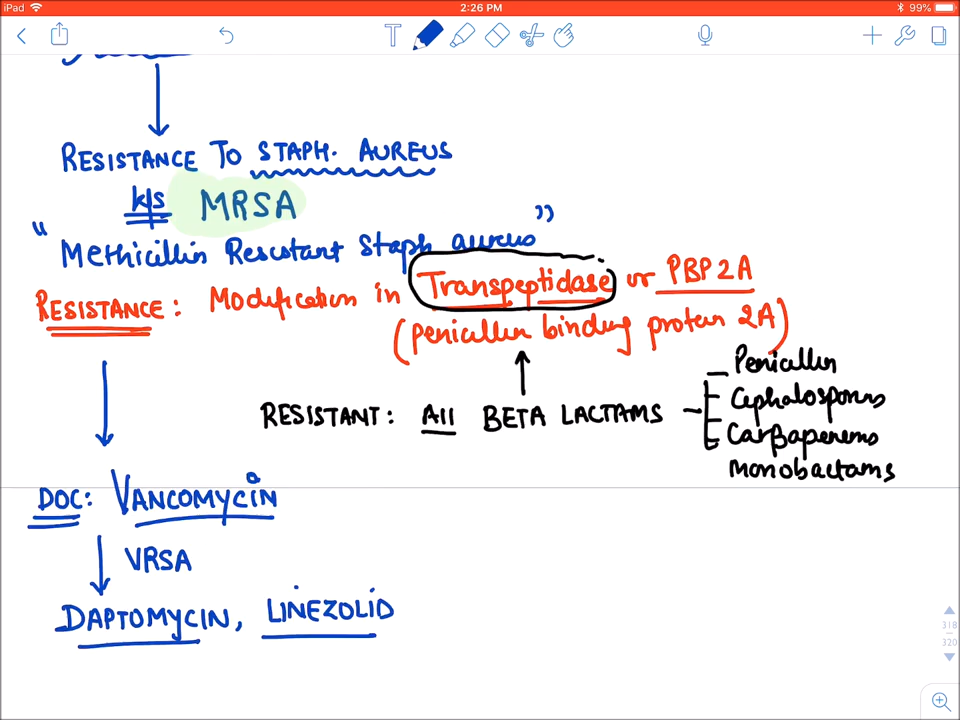 iPad
2:26 PM
99%
T
RESISTANCE TO STAPH. AUREUS
k/s MRSA
"Methicillin Resistant Staph aureus"
RESISTANCE: Modification in Transpeptidase or PBP2A
(Penicillin binding protein 2A)
RESISTANT: All BETA LACTAMS
Penicillin
Cephalosporins
Carbapenems
Monobactams
DOC: VANCOMYCIN
VRSA
DAPTOMYCIN, LINEZOLID
318
320